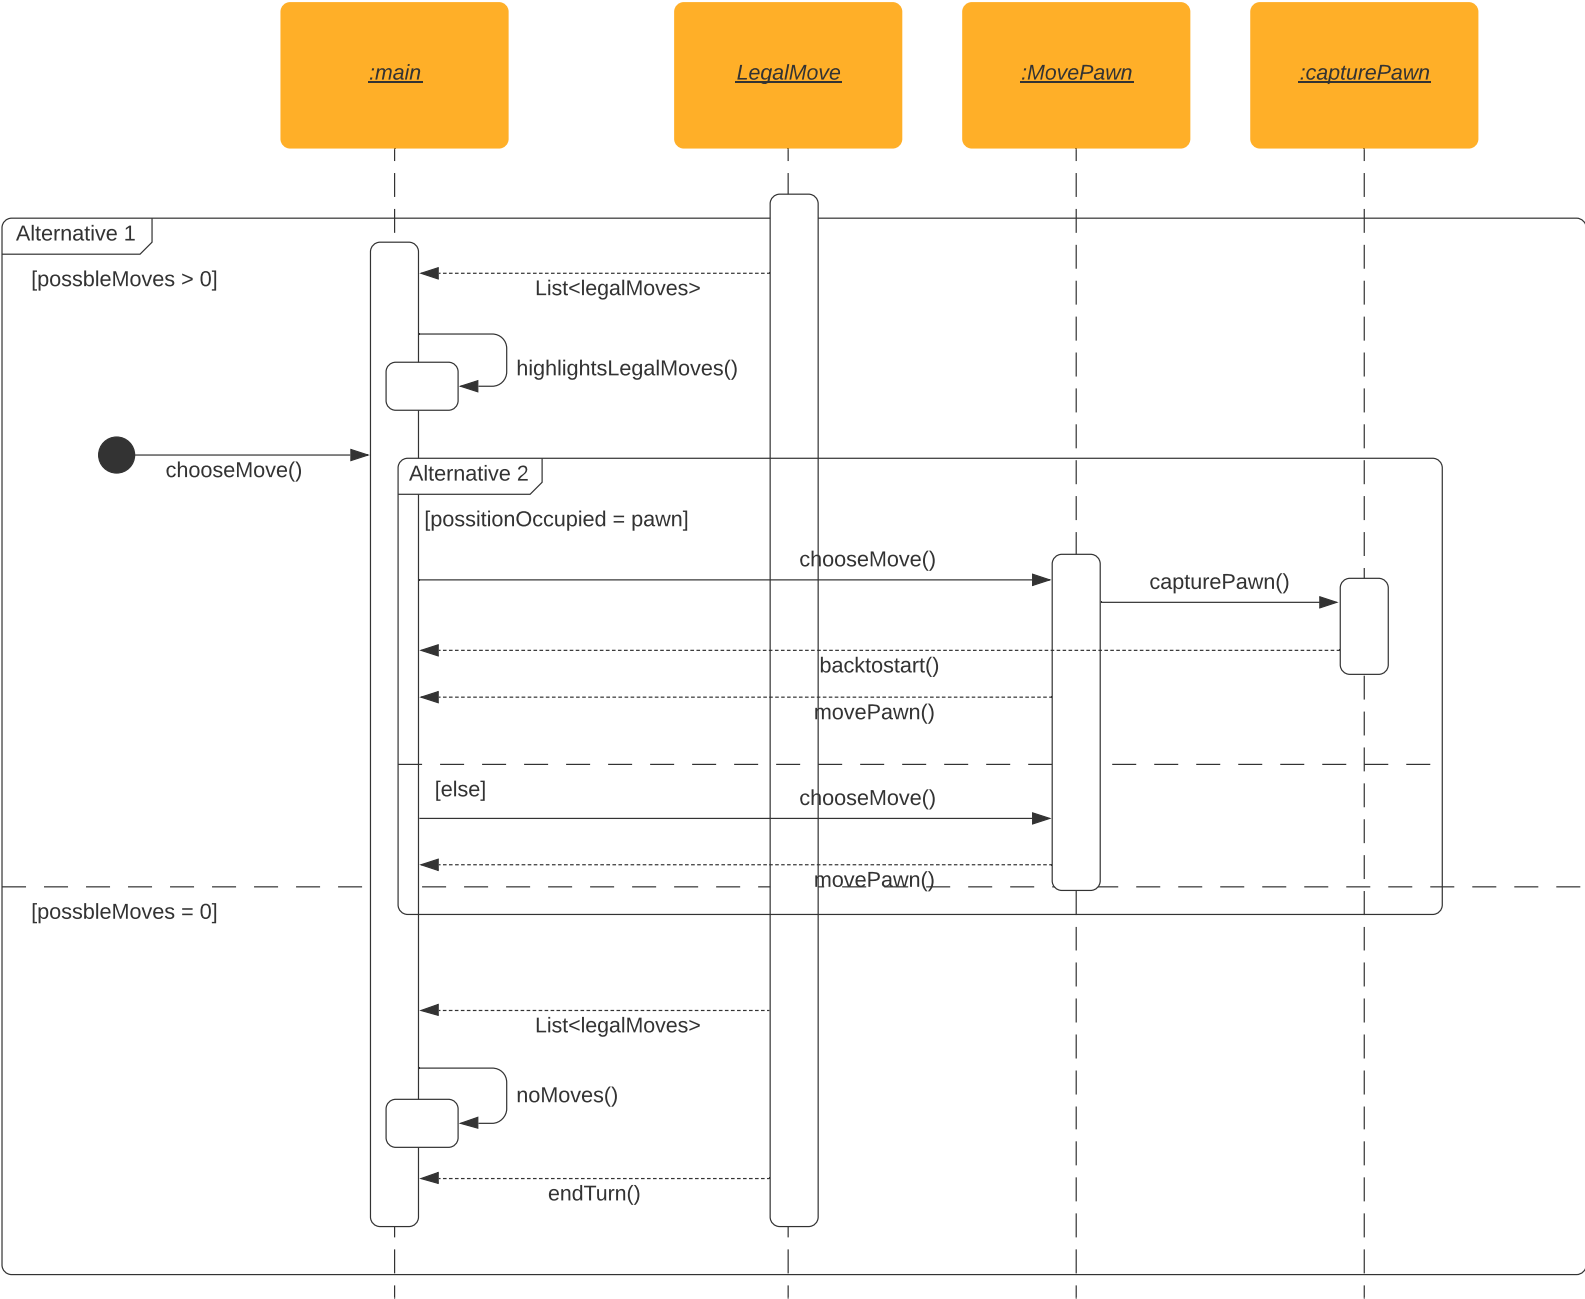 :main
LegalMove
:MovePawn
:capturePawn
Alternative 1
[possbleMoves > 0]
List<legalMoves>
highlightsLegalMoves()
chooseMove()
Alternative 2
[possitionOccupied = pawn]
chooseMove()
capturePawn()
backtostart()
movePawn()
[else]
chooseMove()
movePawn()
[possbleMoves = 0]
List<legalMoves>
noMoves()
endTurn()